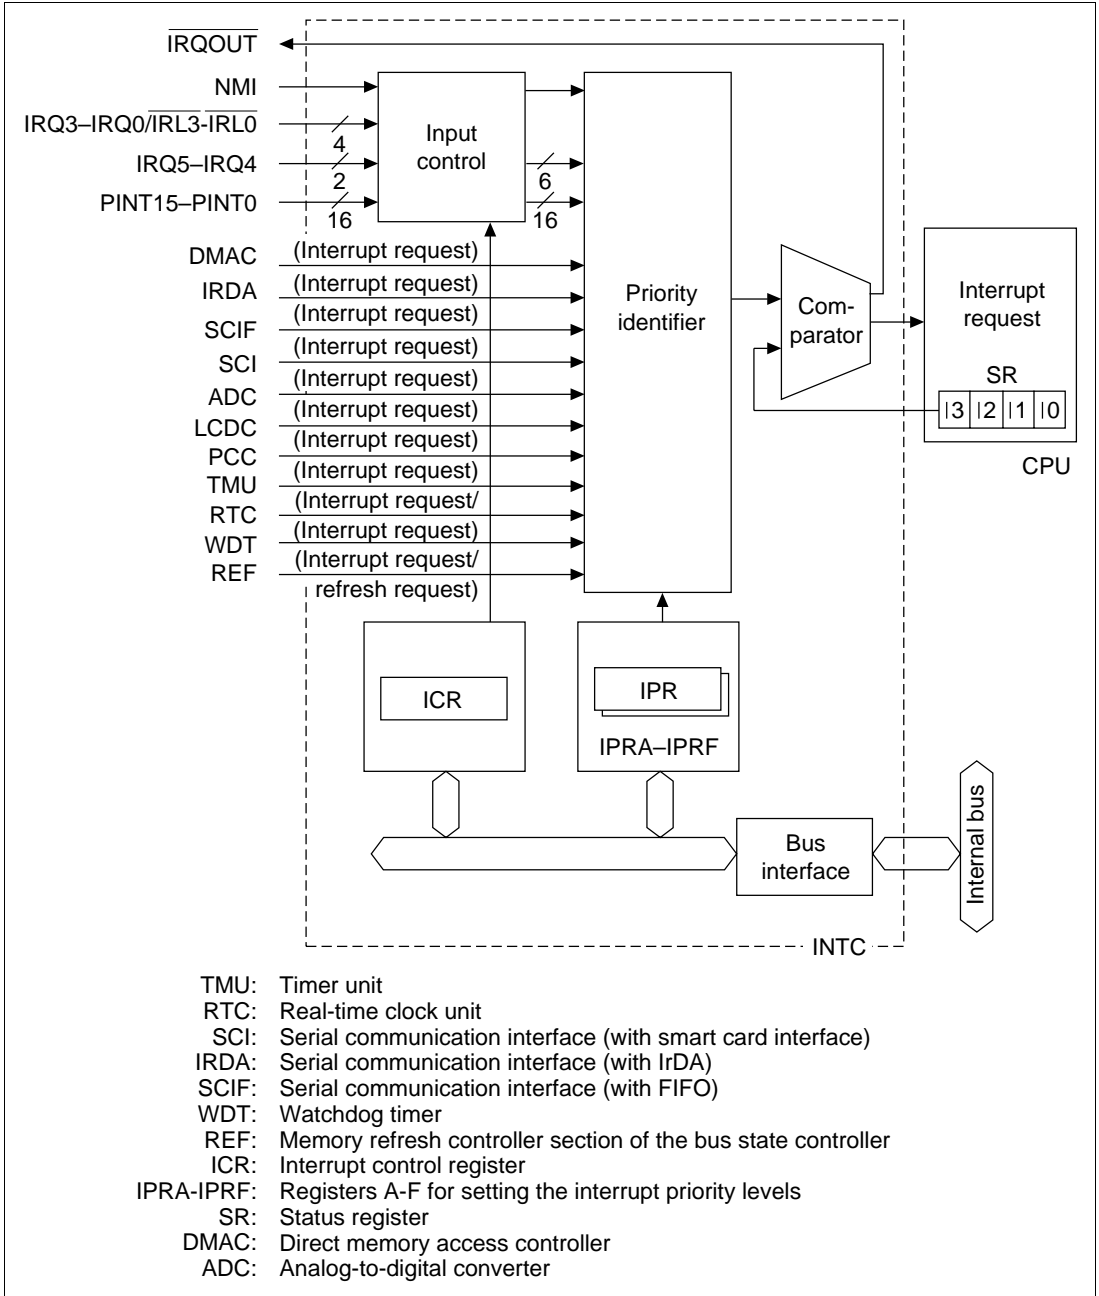 IRQOUT
NMI
IRQ3–IRQ0/IRL3-IRL0
4
IRQ5–IRQ4
2
PINT15–PINT0
16
Input
control
6
16
DMAC
(Interrupt request)
IRDA
(Interrupt request)
SCIF
(Interrupt request)
SCI
(Interrupt request)
ADC
(Interrupt request)
LCDC
(Interrupt request)
PCC
(Interrupt request)
TMU
(Interrupt request)
RTC
(Interrupt request/
WDT
(Interrupt request)
REF
(Interrupt request/
refresh request)
Priority
identifier
Com-
parator
Interrupt
request
SR
I3 I2 I1 I0
CPU
ICR
IPR
IPRA–IPRF
Bus
interface
Internal bus
INTC
TMU: Timer unit
RTC: Real-time clock unit
SCI: Serial communication interface (with smart card interface)
IRDA: Serial communication interface (with IrDA)
SCIF: Serial communication interface (with FIFO)
WDT: Watchdog timer
REF: Memory refresh controller section of the bus state controller
ICR: Interrupt control register
IPRA-IPRF: Registers A-F for setting the interrupt priority levels
SR: Status register
DMAC: Direct memory access controller
ADC: Analog-to-digital converter